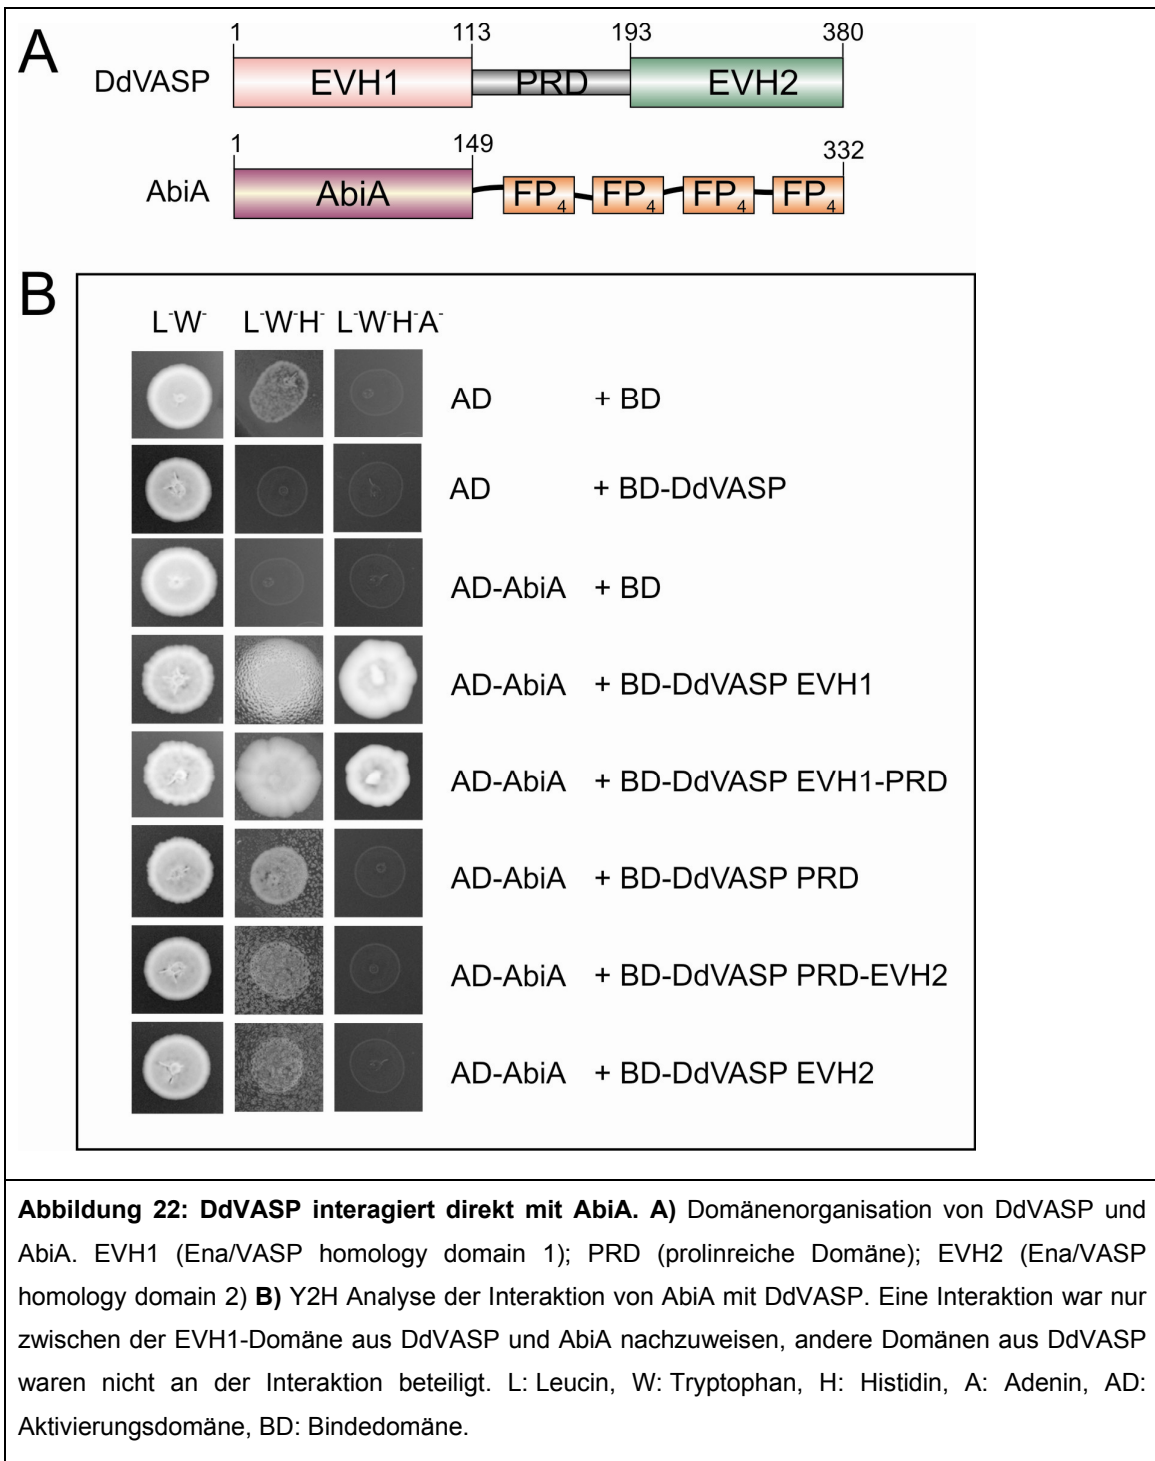 A
1 113 193 380
DdVASP EVH1 PRD EVH2
1 149 332
AbiA AbiA FP4 FP4 FP4 FP4
B
L-W- L-W-H- L-W-H-A-
AD + BD
AD + BD-DdVASP
AD-AbiA + BD
AD-AbiA + BD-DdVASP EVH1
AD-AbiA + BD-DdVASP EVH1-PRD
AD-AbiA + BD-DdVASP PRD
AD-AbiA + BD-DdVASP PRD-EVH2
AD-AbiA + BD-DdVASP EVH2
Abbildung 22: DdVASP interagiert direkt mit AbiA. A) Domänenorganisation von DdVASP und
AbiA. EVH1 (Ena/VASP homology domain 1); PRD (prolinreiche Domäne); EVH2 (Ena/VASP
homology domain 2) B) Y2H Analyse der Interaktion von AbiA mit DdVASP. Eine Interaktion war nur
zwischen der EVH1-Domäne aus DdVASP und AbiA nachzuweisen, andere Domänen aus DdVASP
waren nicht an der Interaktion beteiligt. L: Leucin, W: Tryptophan, H: Histidin, A: Adenin, AD:
Aktivierungsdomäne, BD: Bindedomäne.